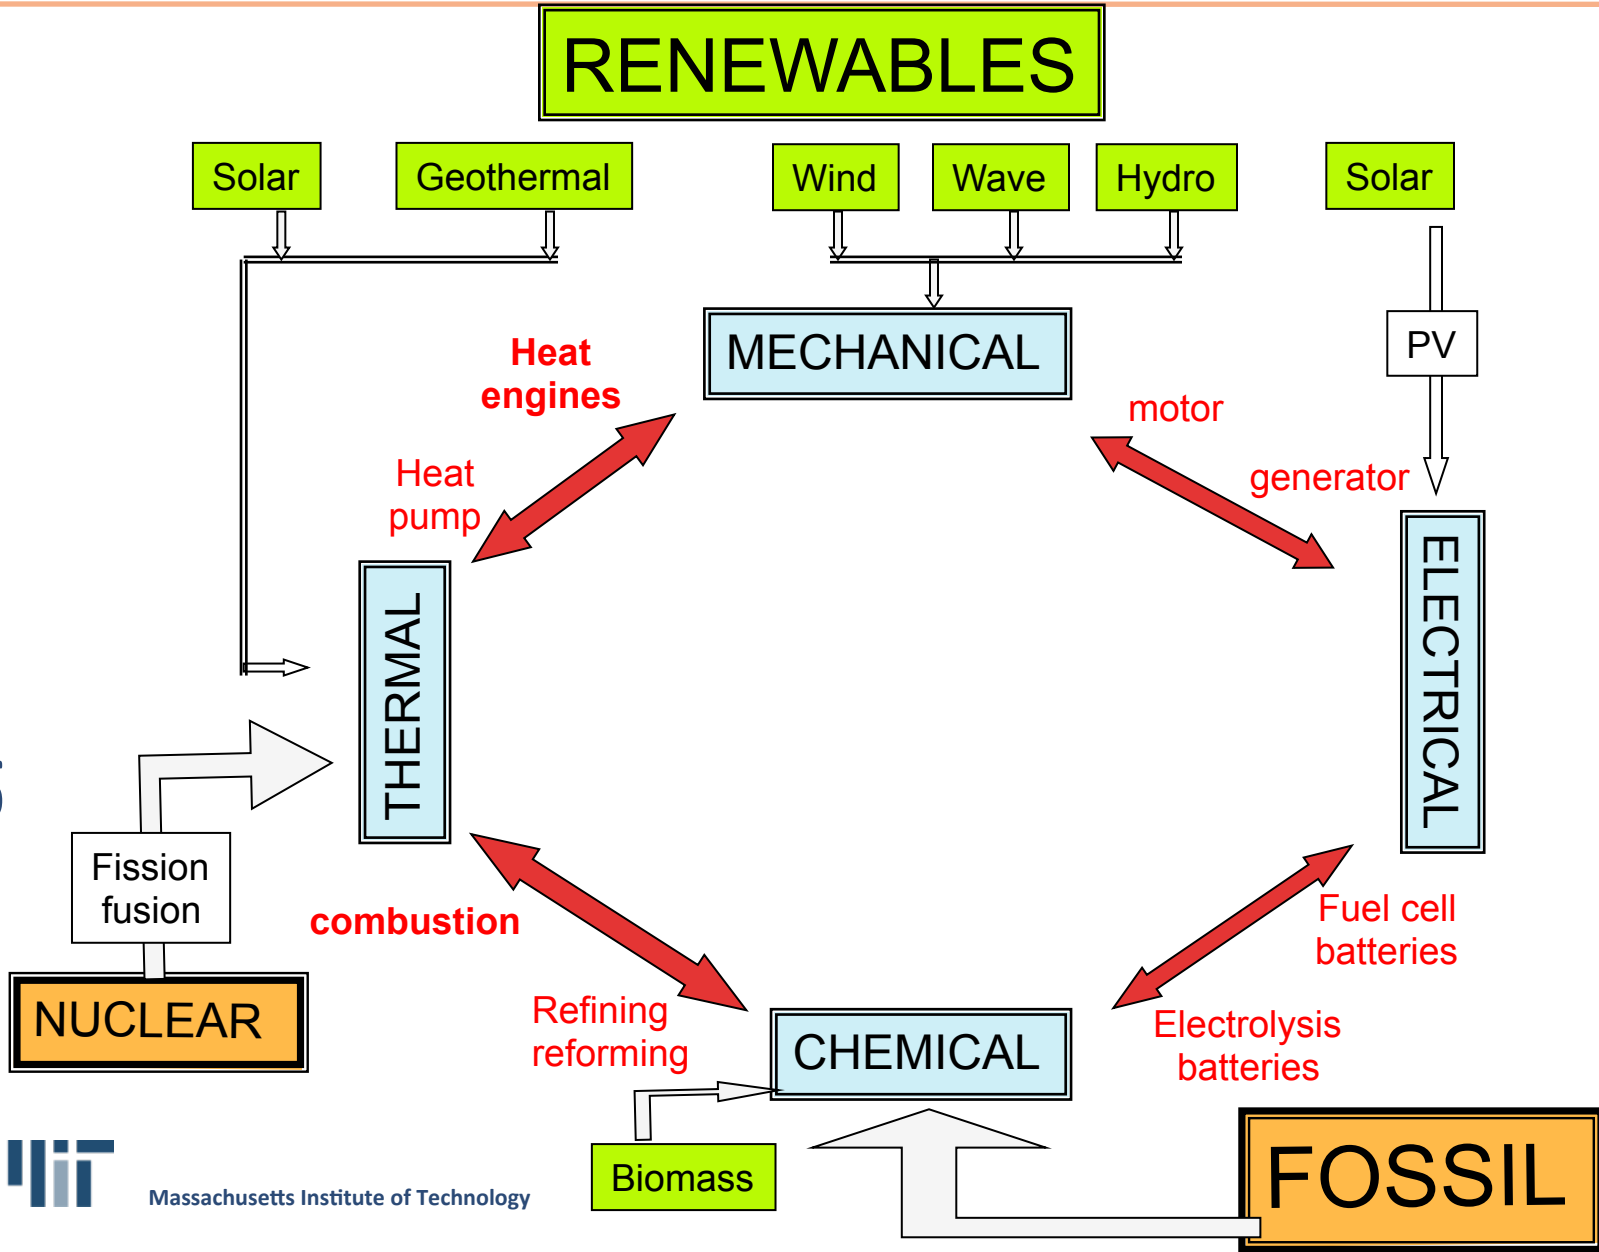 RENEWABLES
Solar
Geothermal
Wind
Wave
Hydro
Solar
PV
MECHANICAL
Heat
engines
motor
Heat
pump
generator
THERMAL
ELECTRICAL
Fission
fusion
NUCLEAR
combustion
Fuel cell
batteries
Refining
reforming
CHEMICAL
Electrolysis
batteries
Biomass
FOSSIL
Massachusetts Institute of Technology